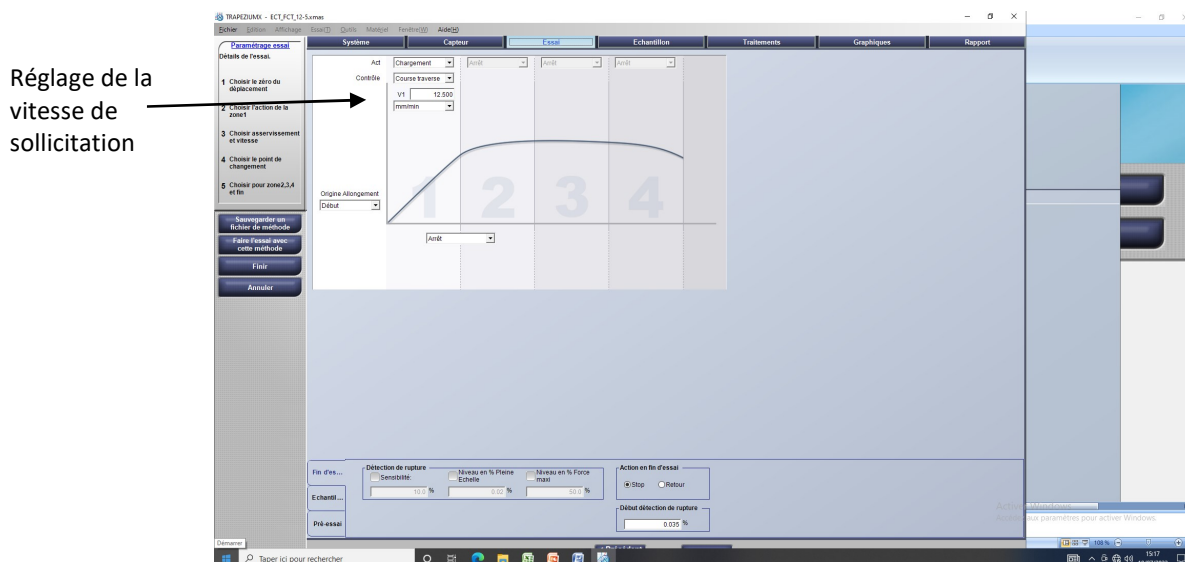 Réglage de la
vitesse de
sollicitation
TRAPEZIUMX - ECT_FCT_12-5.xmas
Fichier Edition Affichage Essai(T) Outils Matériel Fenêtre(W) Aide(H)
Système Capteur Essai Echantillon Traitements Graphiques Rapport
Paramétrage essai
Détails de l'essai.
1 Choisir le zéro du
déplacement
2 Choisir l'action de la
zone1
3 Choisir asservissement
et vitesse
4 Choisir le point de
changement
5 Choisir pour zone2,3,4
et fin
Sauvegarder un
fichier de méthode
Faire l'essai avec
cette méthode
Finir
Annuler
Act Chargement Arrêt Arrêt Arrêt
Contrôle Course traverse
V1 12.500
mm/min
1 2 3 4
Origine Allongement
Début
Arrêt
Fin d'es...
Echantil...
Pré-essai
Détection de rupture
Sensibilité:
10.0 %
Niveau en % Pleine
Echelle
0.02 %
Niveau en % Force
maxi
50.0 %
Action en fin d'essai
Stop Retour
Début détection de rupture
0.035 %
aux paramètres pour activer Windows.
108 %
Démarrer
Taper ici pour rechercher
15:17